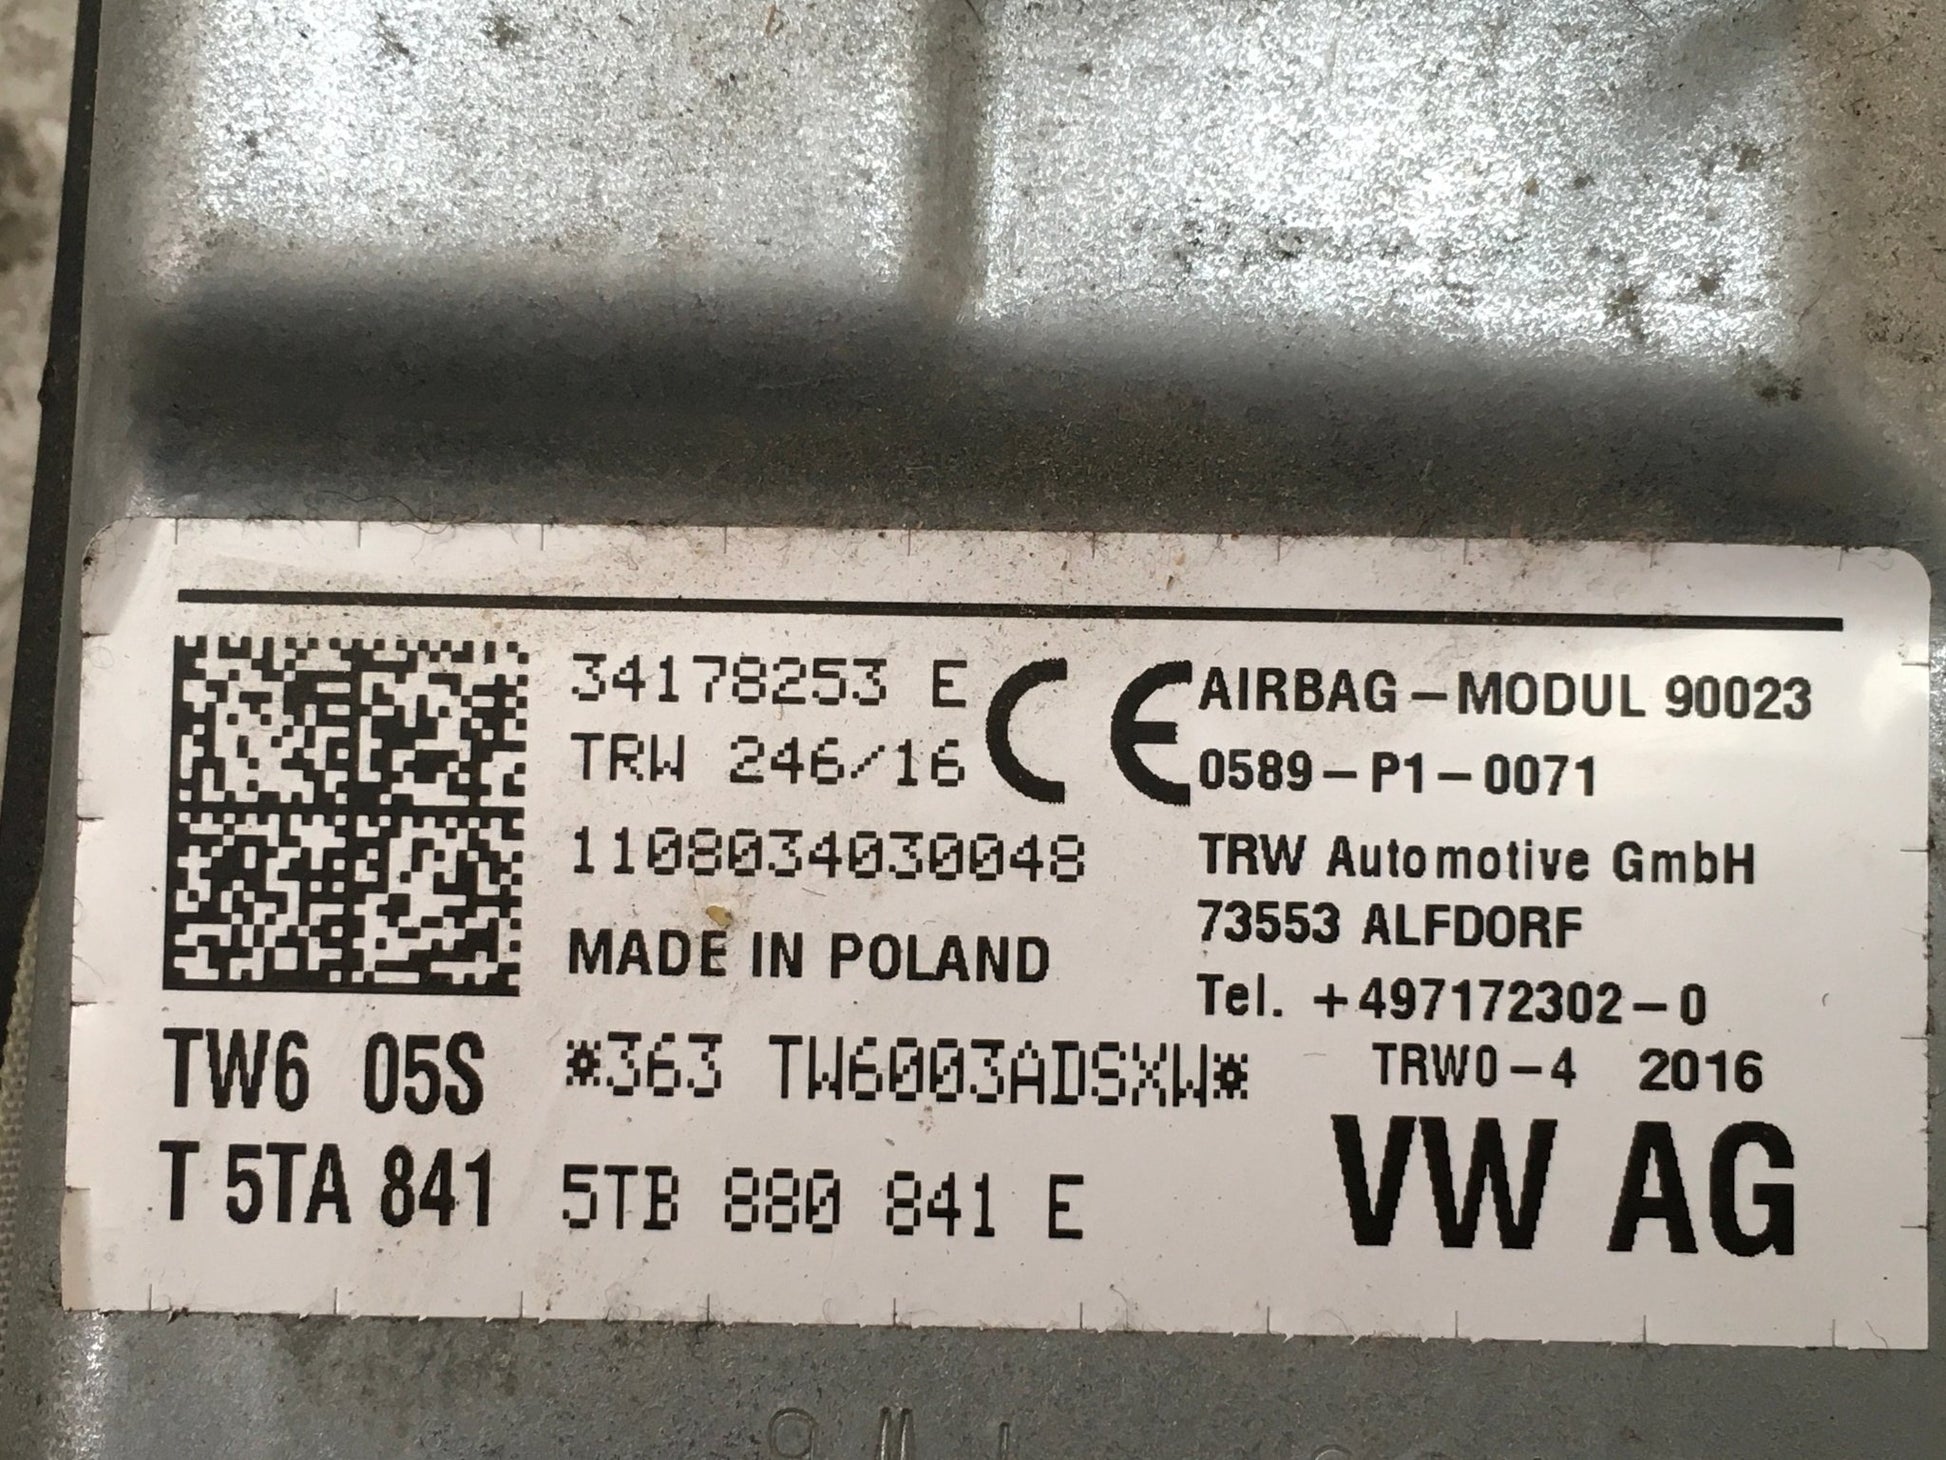 34178253 E
TRW 246/16
1108034030048
MADE IN POLAND
CE
AIRBAG-MODUL 90023
0589-P1-0071
TRW Automotive GmbH
73553 ALFDORF
Tel. +497172302-0
TW6 05S
*363 TW6003ADSXW*
TRW0-4 2016
T 5TA 841
5TB 880 841 E
VW AG